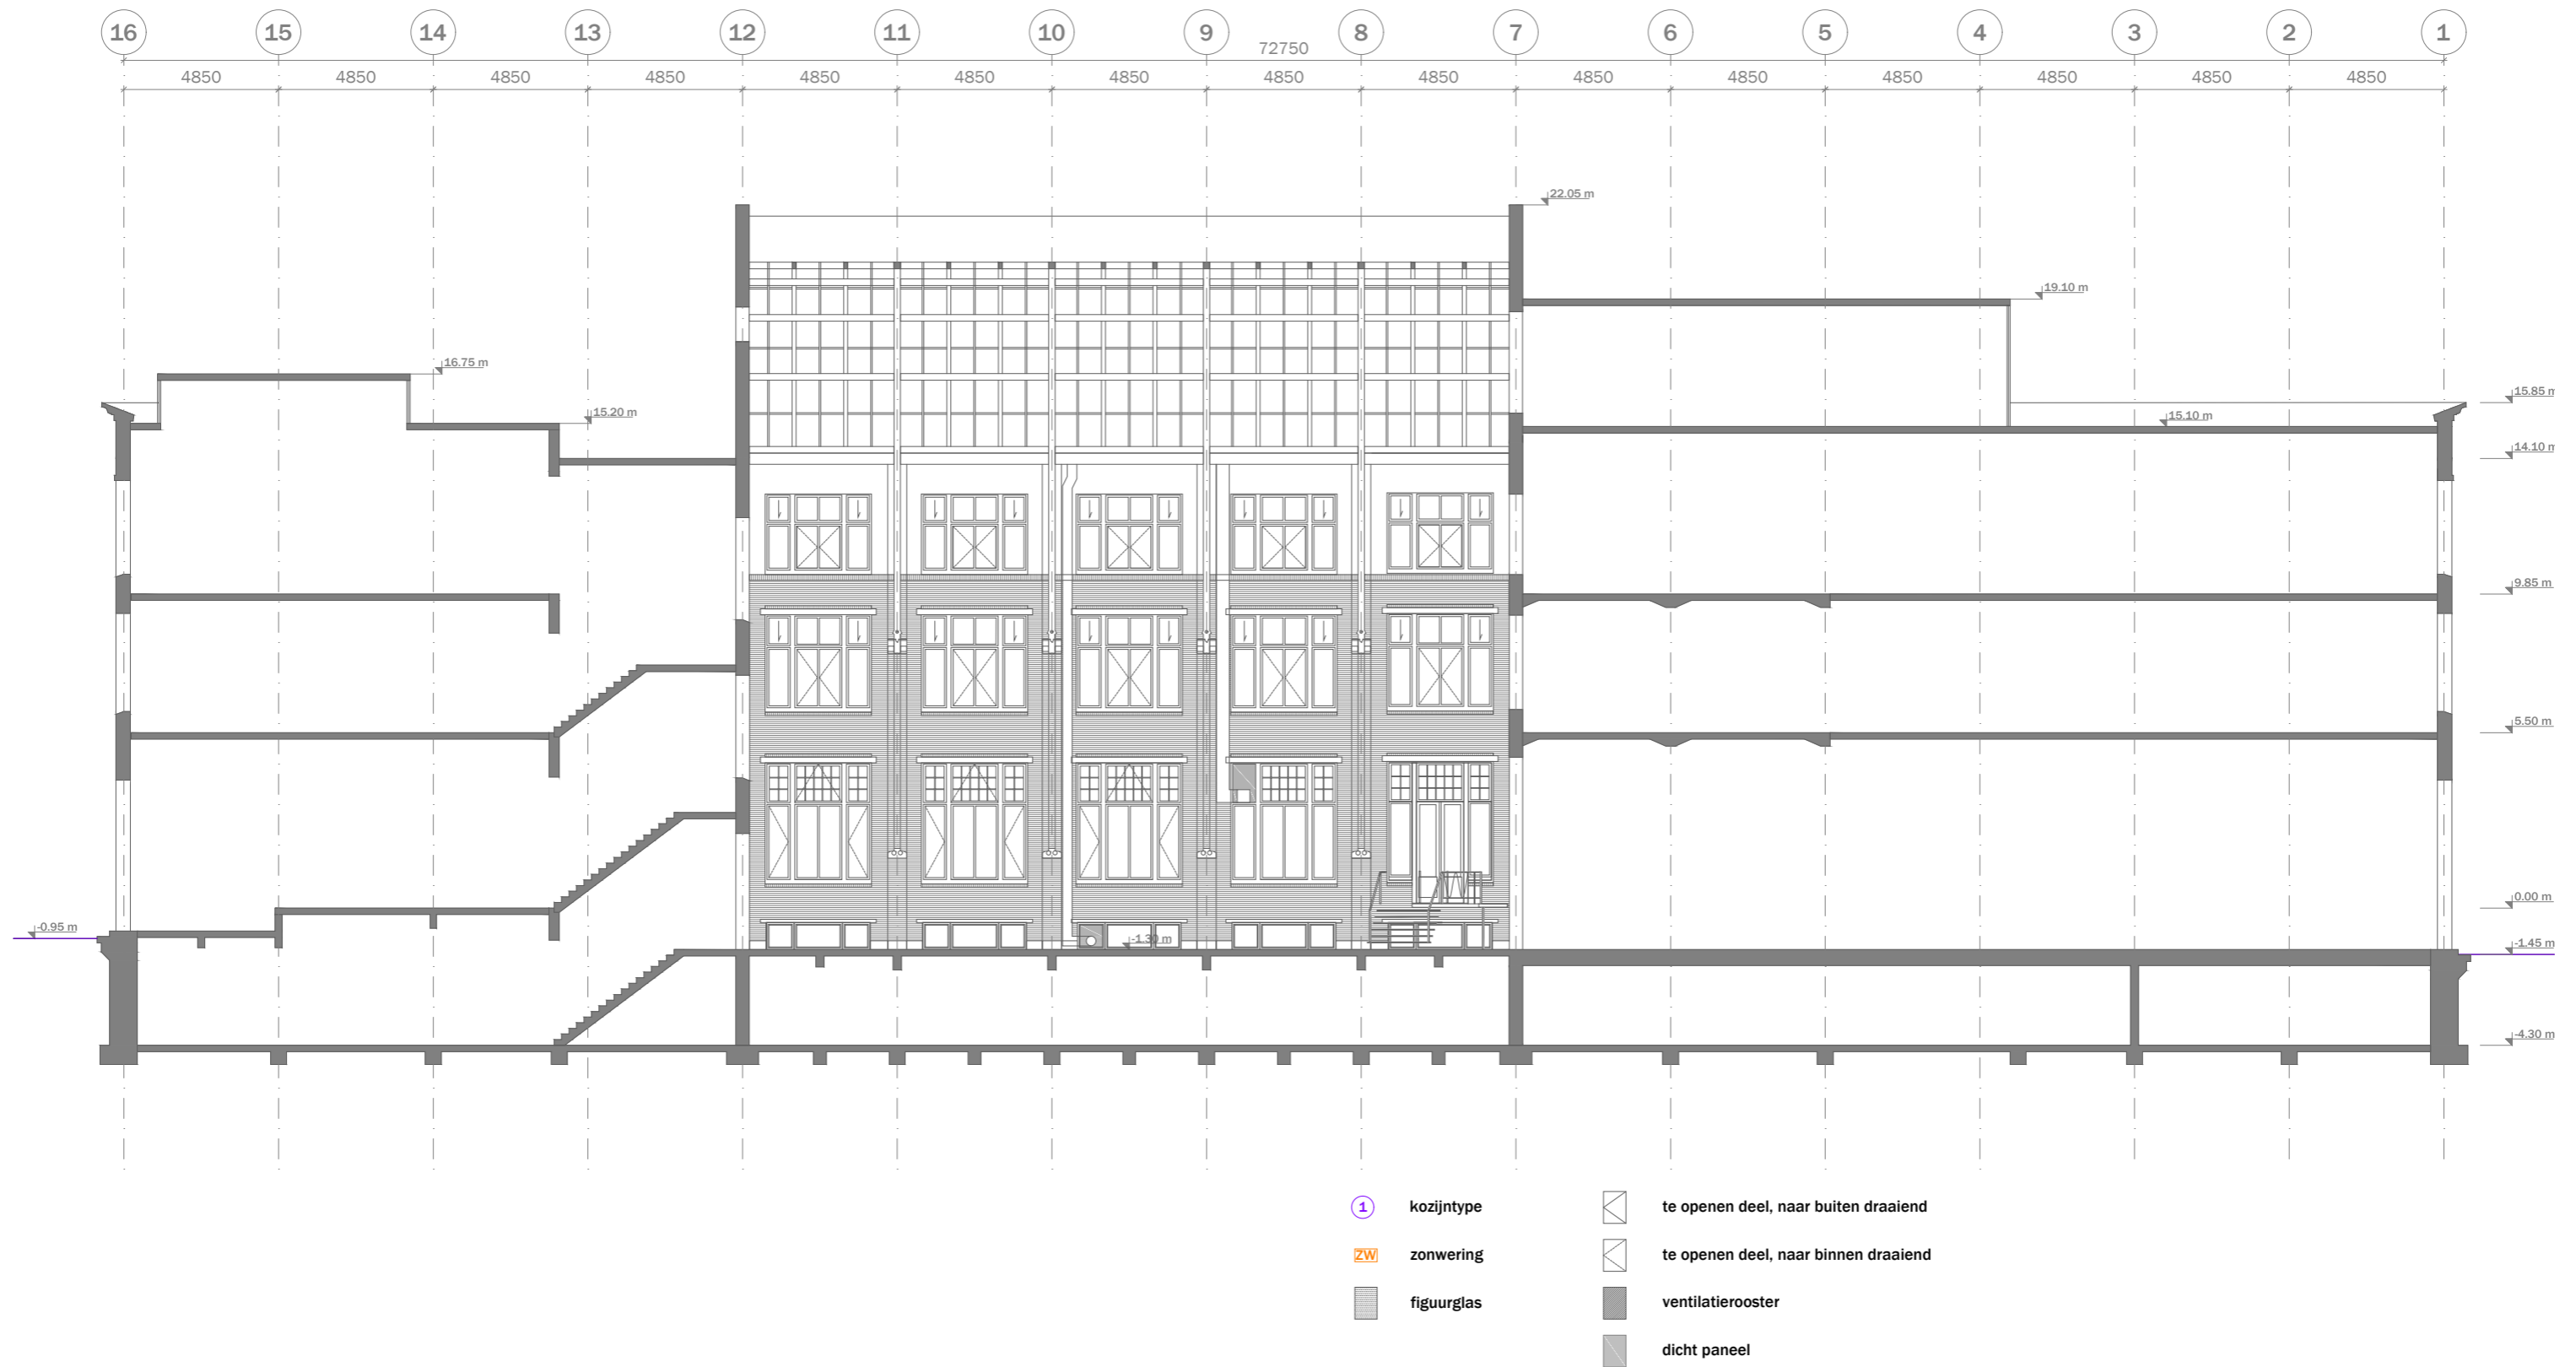 16 15 14 13 12 11 10 9 8 7 6 5 4 3 2 1
72750
4850 4850 4850 4850 4850 4850 4850 4850 4850 4850 4850 4850 4850 4850 4850
22.05 m
19.10 m
16.75 m
15.85 m
15.20 m
15.10 m
14.10 m
9.85 m
5.50 m
0.00 m
-0.95 m
-1.30 m
-1.45 m
-4.30 m
1 kozijntype
te openen deel, naar buiten draaiend
ZW zonwering
te openen deel, naar binnen draaiend
figuurglas
ventilatierooster
dicht paneel